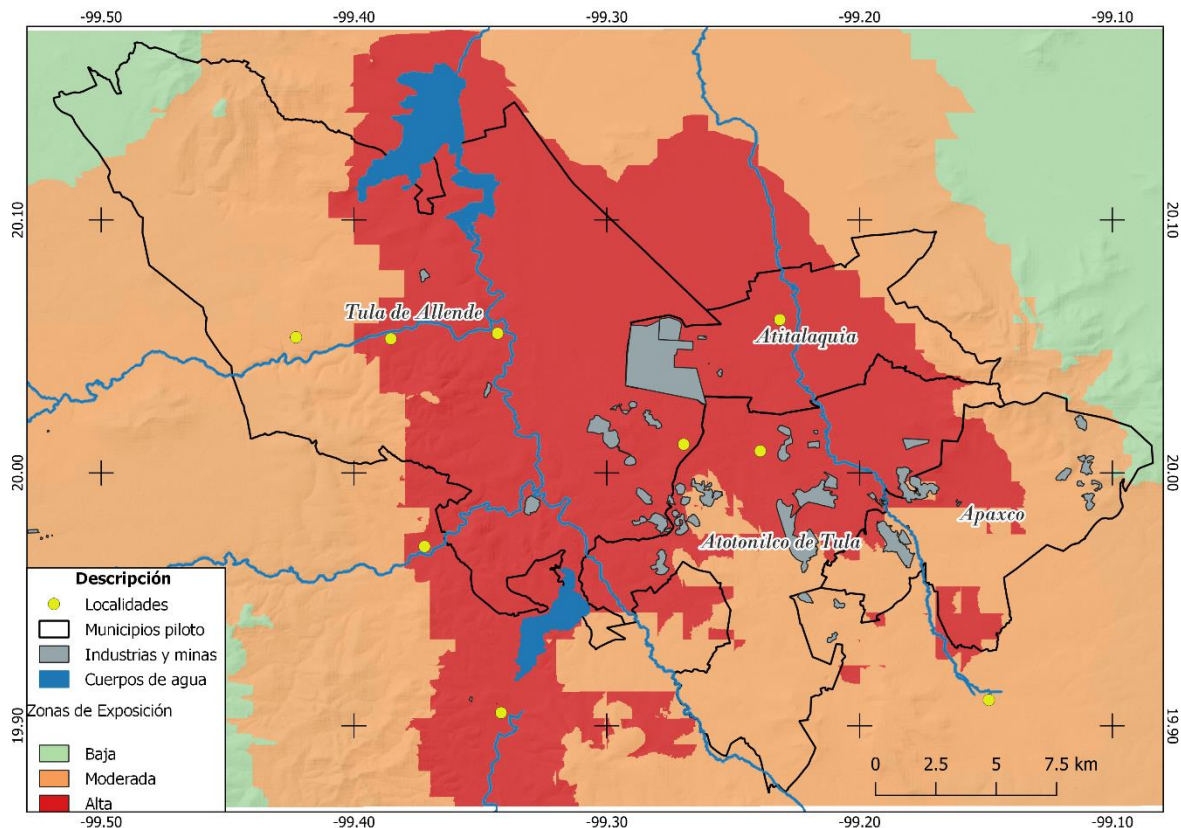 -99.50
-99.40
-99.30
-99.20
-99.10
20.10
20.10
Tula de Allende
Atitalaquia
20.00
20.00
Apaxco
Atotonilco de Tula
Descripción
Localidades
Municipios piloto
Industrias y minas
Cuerpos de agua
Zonas de Exposición
Baja
Moderada
Alta
19.90
19.90
0 2.5 5 7.5 km
-99.50
-99.40
-99.30
-99.20
-99.10